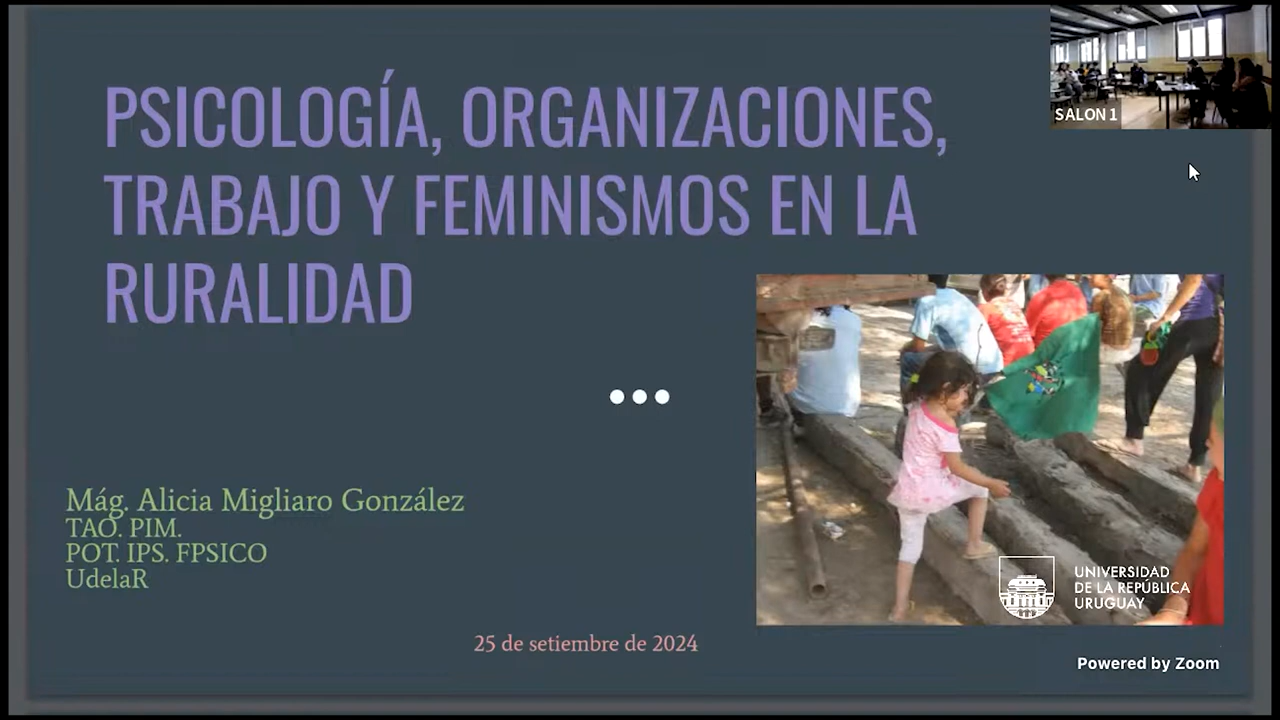 PSICOLOGÍA, ORGANIZACIONES,
TRABAJO Y FEMINISMOS EN LA
RURALIDAD
SALON 1
Mág. Alicia Migliaro González
TAO. PIM.
POT. IPS. FPSICO
UdelaR
25 de setiembre de 2024
UNIVERSIDAD
DE LA REPÚBLICA
URUGUAY
Powered by Zoom